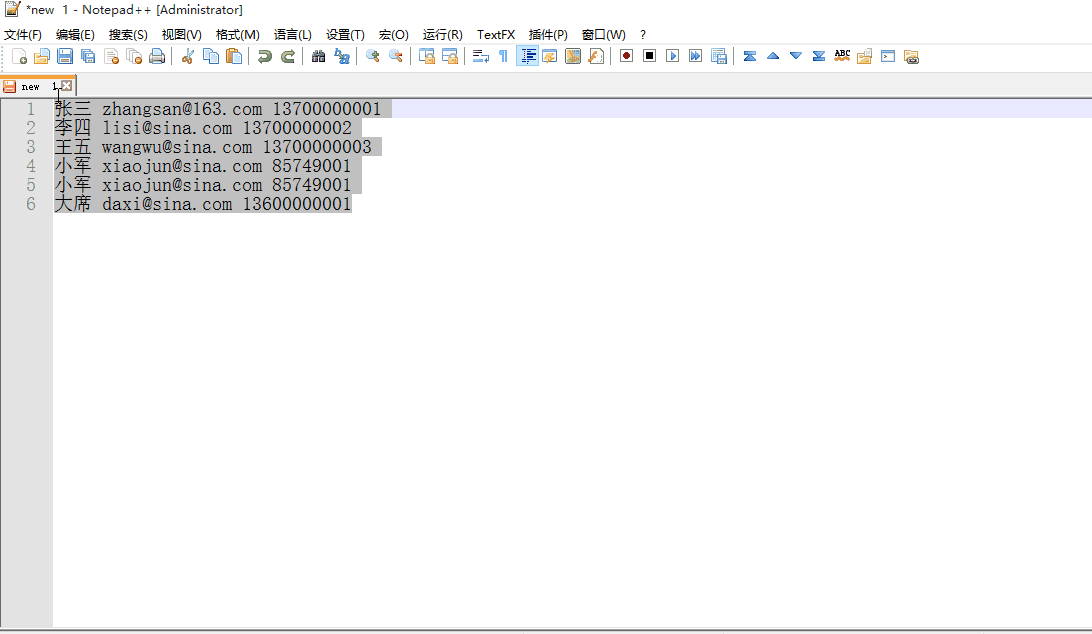 *new 1 - Notepad++ [Administrator]
文件(F) 编辑(E) 搜索(S) 视图(V) 格式(M) 语言(L) 设置(T) 宏(O) 运行(R) TextFX 插件(P) 窗口(W) ?
ABC
new 1
1 张三 zhangsan@163.com 13700000001
2 李四 lisi@sina.com 13700000002
3 王五 wangwu@sina.com 13700000003
4 小军 xiaojun@sina.com 85749001
5 小军 xiaojun@sina.com 85749001
6 大席 daxi@sina.com 13600000001